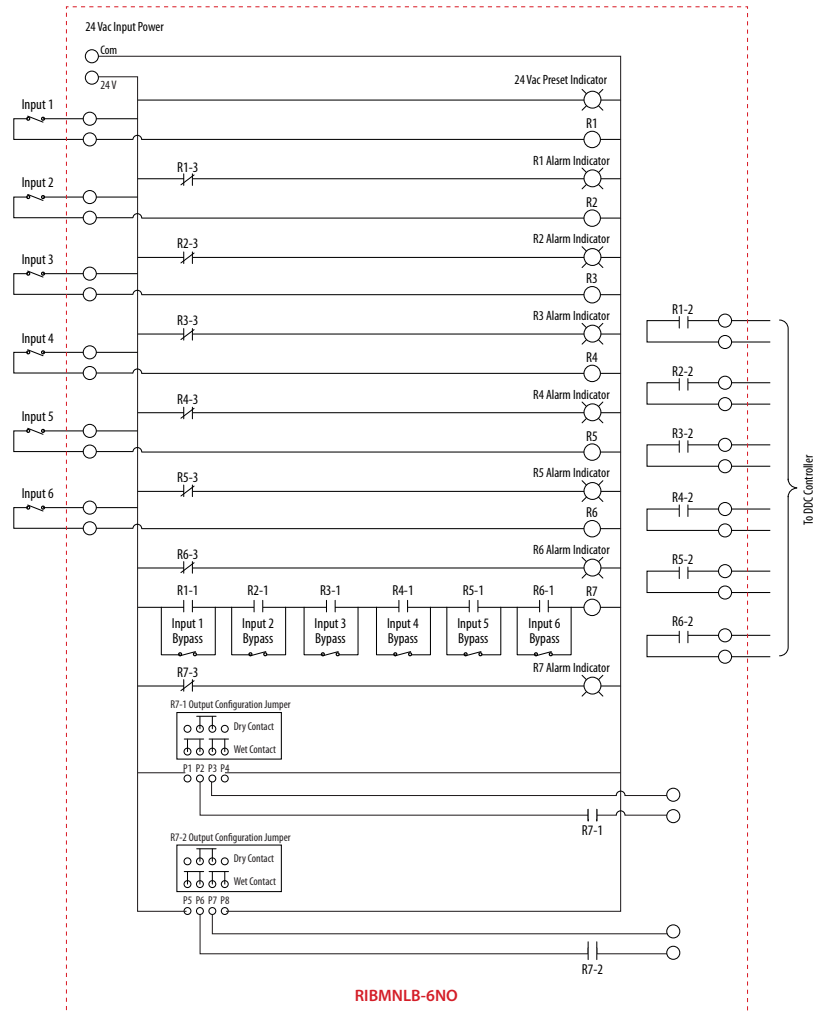 24 Vac Input Power
Com
24 V
24 Vac Preset Indicator
Input 1
R1
R1-3
R1 Alarm Indicator
Input 2
R2
R2-3
R2 Alarm Indicator
Input 3
R3
R3-3
R3 Alarm Indicator
Input 4
R4
R4-3
R4 Alarm Indicator
Input 5
R5
R5-3
R5 Alarm Indicator
Input 6
R6
R6-3
R6 Alarm Indicator
R1-1 R2-1 R3-1 R4-1 R5-1 R6-1 R7
Input 1 Input 2 Input 3 Input 4 Input 5 Input 6
Bypass Bypass Bypass Bypass Bypass Bypass
R7-3
R7 Alarm Indicator
R7-1 Output Configuration Jumper
Dry Contact
Wet Contact
P1 P2 P3 P4
R7-1
R7-2 Output Configuration Jumper
Dry Contact
Wet Contact
P5 P6 P7 P8
R7-2
R1-2
R2-2
R3-2
R4-2
R5-2
R6-2
To DDC Controller
RIBMNLB-6NO